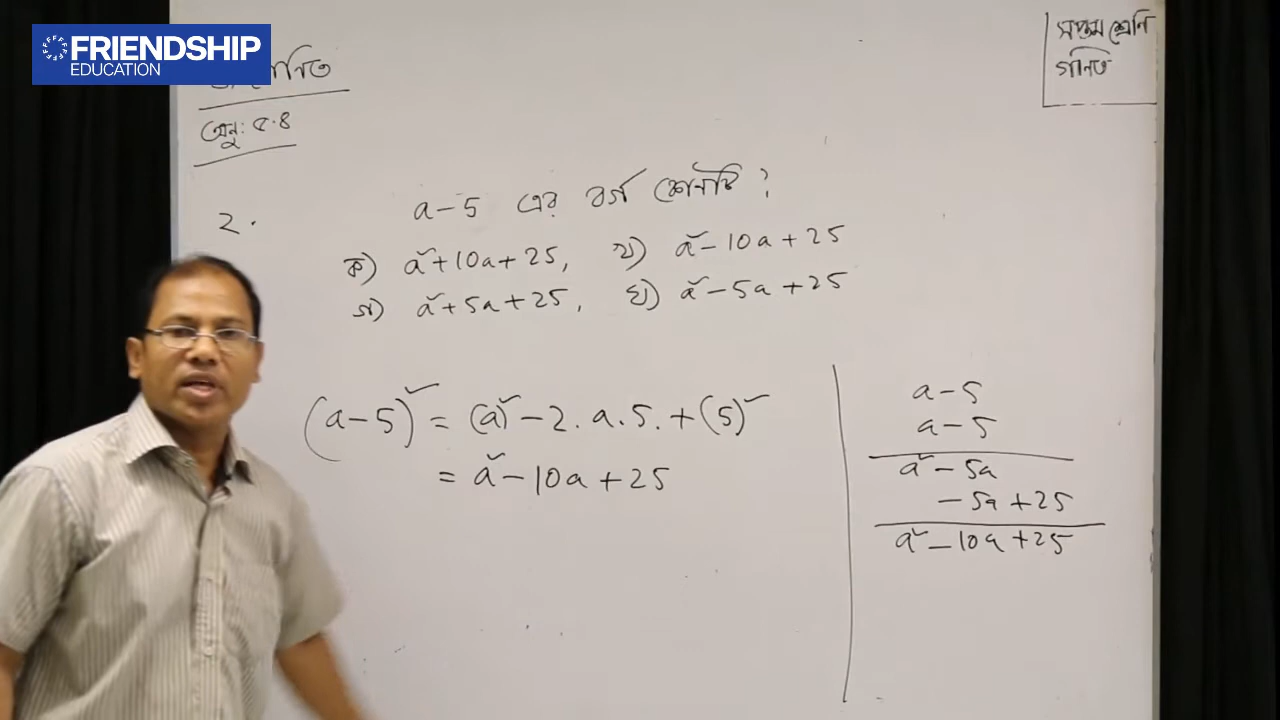 FRIENDSHIP
EDUCATION
সপ্তম শ্রেণি
গণিত
অনু: ৫.৪
2. a-5 এর বর্গ কোনটি ?
ক) a²+10a+25, খ) a²-10a+25
গ) a²+5a+25, ঘ) a²-5a+25
(a-5)² = (a)²-2.a.5.+(5)²
= a²-10a+25
a-5
a-5
a²-5a
-5a+25
a²-10a+25